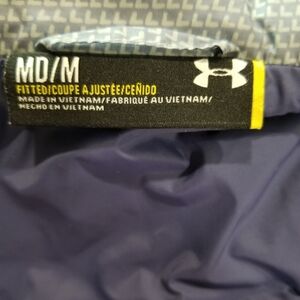 MD/M
FITTED/COUPE AJUSTÉE/CEÑIDO
MADE IN VIETNAM/FABRIQUÉ AU VIETNAM/
HECHO EN VIETNAM